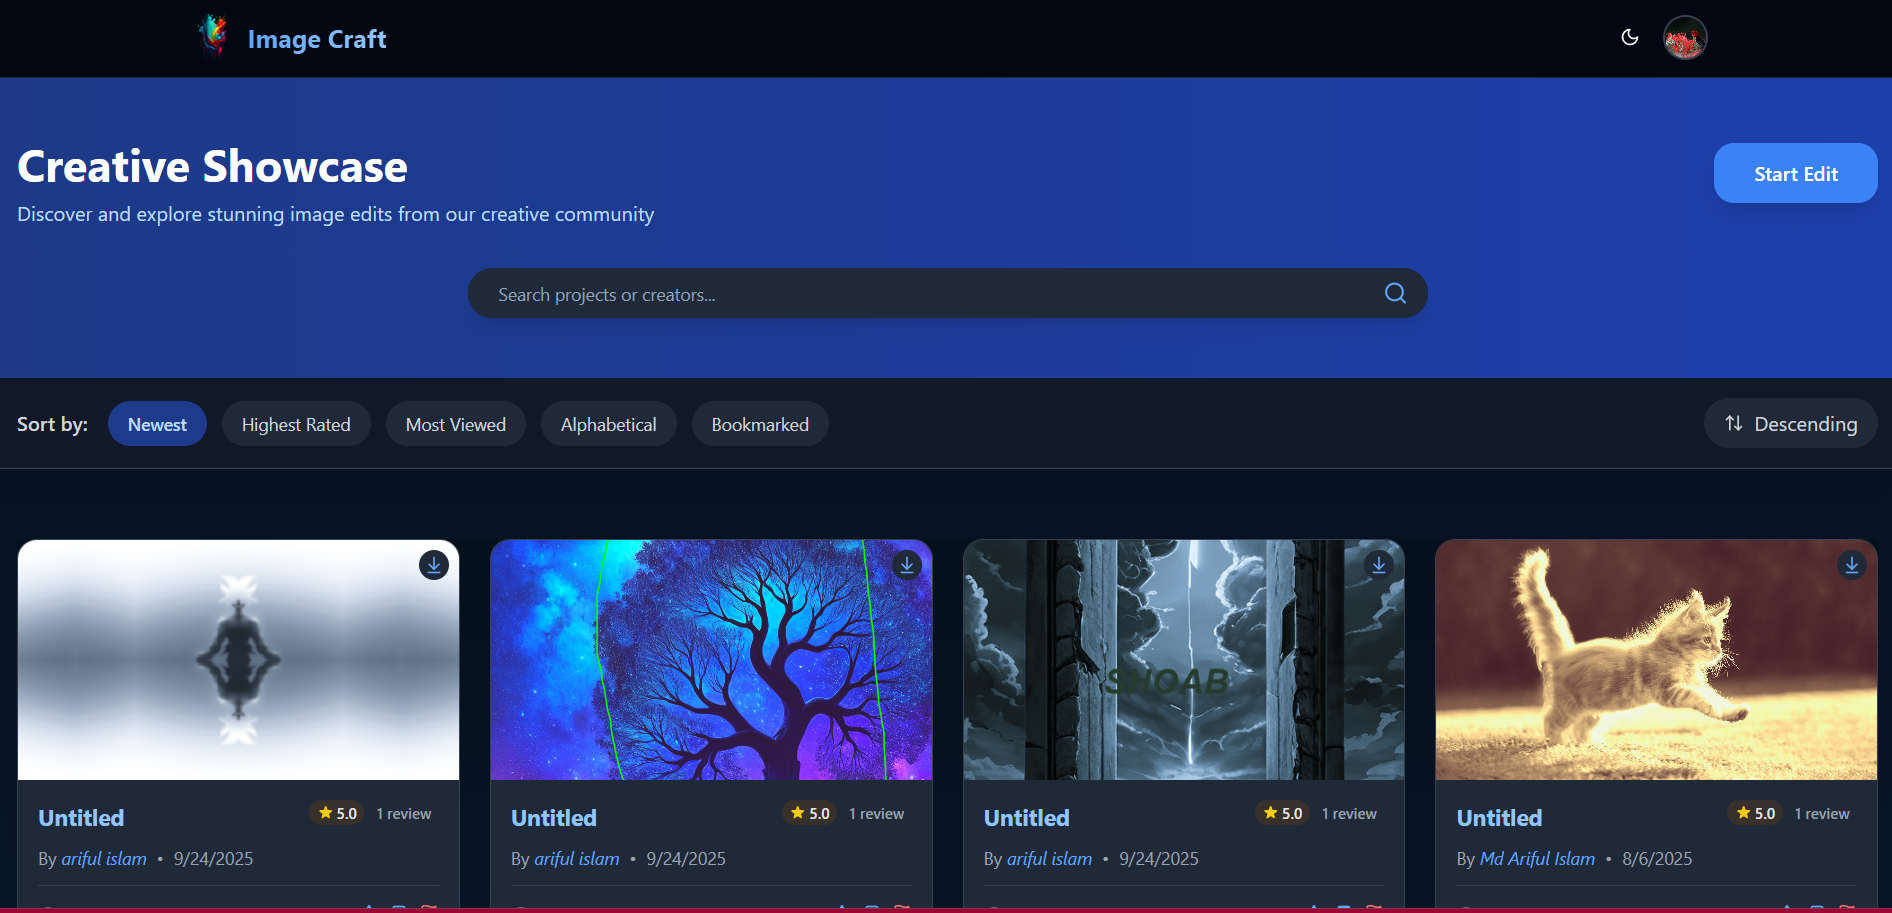 Image Craft
Creative Showcase
Discover and explore stunning image edits from our creative community
Start Edit
Search projects or creators...
Sort by:
Newest
Highest Rated
Most Viewed
Alphabetical
Bookmarked
Descending
SHOAB
Untitled
5.0
1 review
By ariful islam • 9/24/2025
Untitled
5.0
1 review
By ariful islam • 9/24/2025
Untitled
5.0
1 review
By ariful islam • 9/24/2025
Untitled
5.0
1 review
By Md Ariful Islam • 8/6/2025